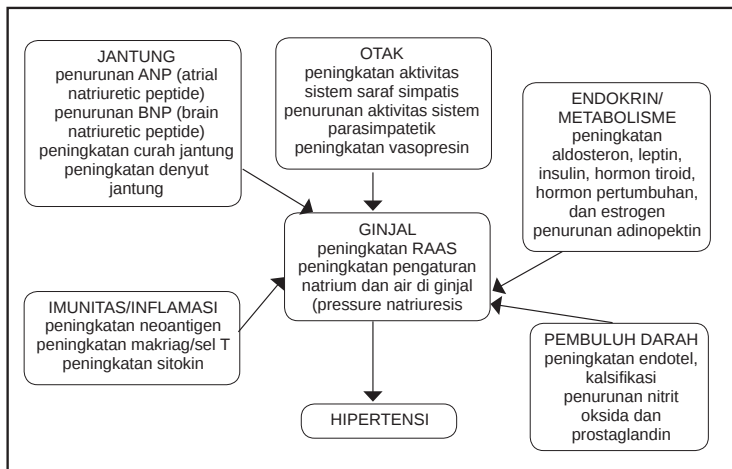 JANTUNG
penurunan ANP (atrial
natriuretic peptide)
penurunan BNP (brain
natriuretic peptide)
peningkatan curah jantung
peningkatan denyut
jantung
OTAK
peningkatan aktivitas
sistem saraf simpatis
penurunan aktivitas sistem
parasimpatetik
peningkatan vasopresin
ENDOKRIN/
METABOLISME
peningkatan
aldosteron, leptin,
insulin, hormon tiroid,
hormon pertumbuhan,
dan estrogen
penurunan adinopektin
GINJAL
peningkatan RAAS
peningkatan pengaturan
natrium dan air di ginjal
(pressure natriuresis
IMUNITAS/INFLAMASI
peningkatan neoantigen
peningkatan makriag/sel T
peningkatan sitokin
PEMBULUH DARAH
peningkatan endotel,
kalsifikasi
penurunan nitrit
oksida dan
prostaglandin
HIPERTENSI